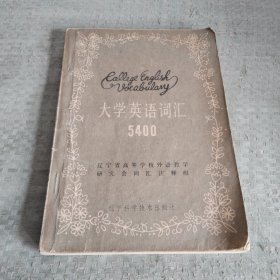 College English
Vocabulary
大学英语词汇
5400
辽宁省高等学校外语教学
研究会词汇注释组
辽宁科学技术出版社